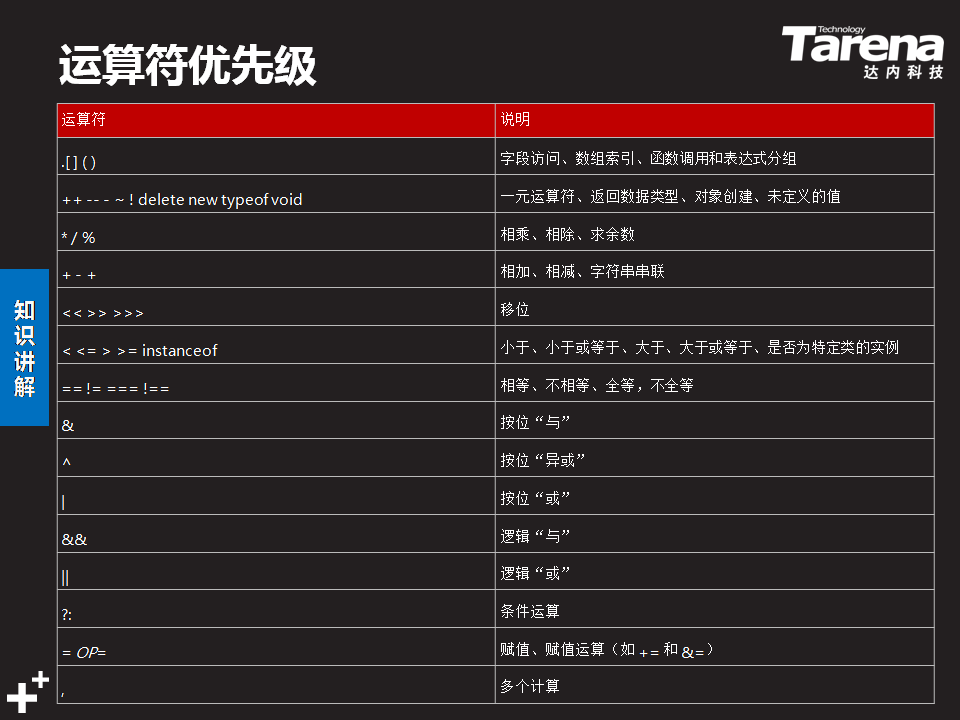 运算符优先级
Technology
Tarena
达内科技
运算符 说明
.[] () 字段访问、数组索引、函数调用和表达式分组
++ -- - ~ ! delete new typeof void 一元运算符、返回数据类型、对象创建、未定义的值
* / % 相乘、相除、求余数
+ - + 相加、相减、字符串串联
<< >> >>> 移位
< <= > >= instanceof 小于、小于或等于、大于、大于或等于、是否为特定类的实例
== != === !== 相等、不相等、全等，不全等
& 按位“与”
^ 按位“异或”
| 按位“或”
&& 逻辑“与”
|| 逻辑“或”
?: 条件运算
= OP= 赋值、赋值运算（如 += 和 &=）
, 多个计算
知识讲解